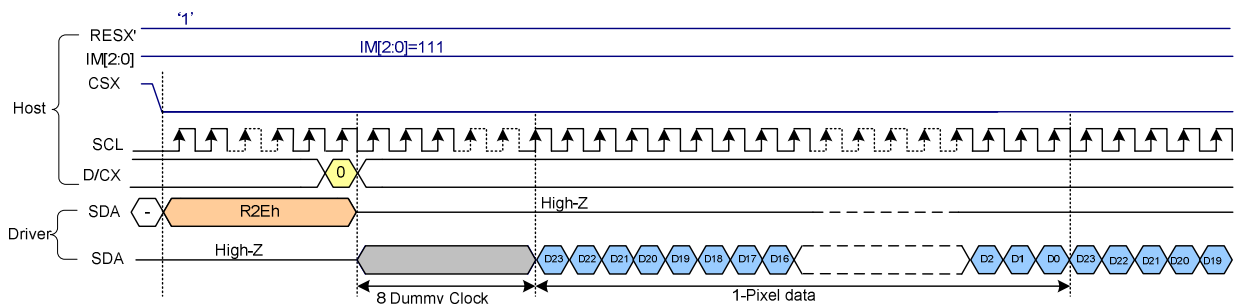 '1'
RESX'
IM[2:0]=111
IM[2:0]
CSX
Host
SCL
D/CX
0
SDA
-
R2Eh
High-Z
Driver
SDA
High-Z
D23 D22 D21 D20 D19 D18 D17 D16 D2 D1 D0 D23 D22 D21 D20 D19
8 Dummy Clock
1-Pixel data